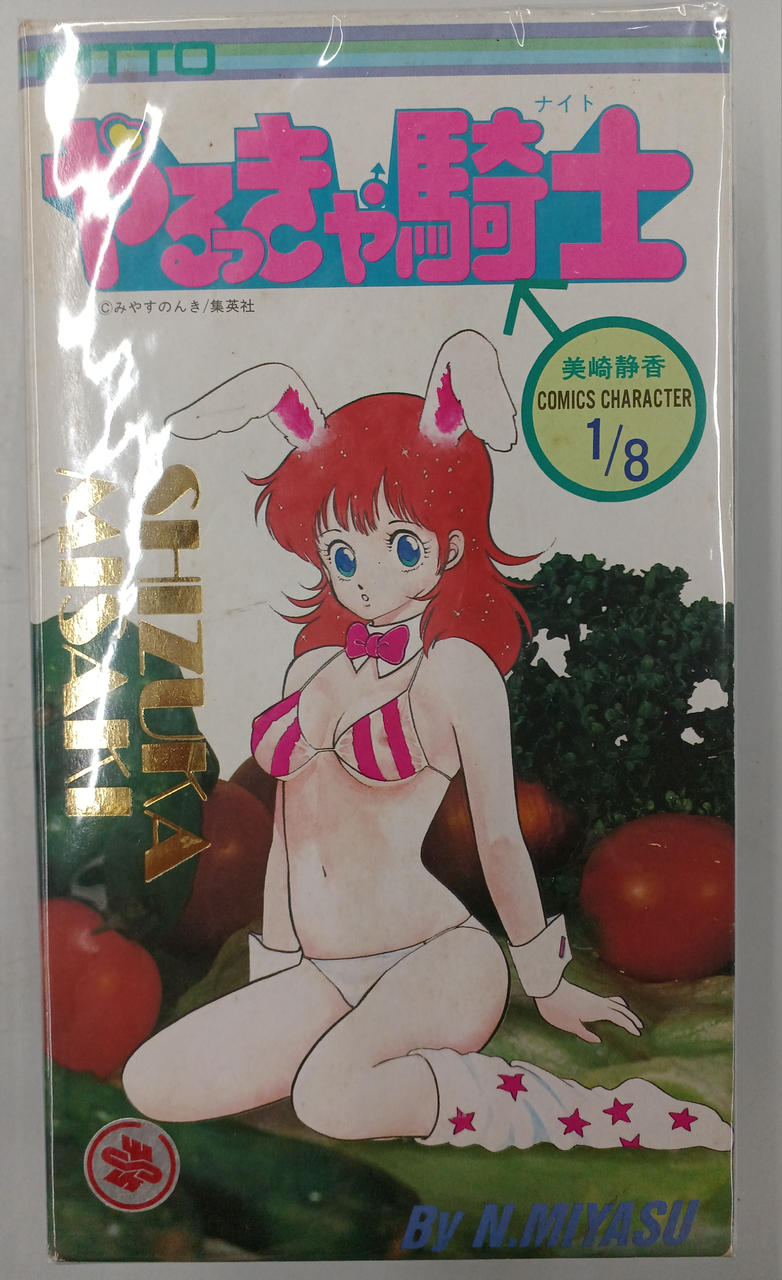 NITTO
ナイト
やるっきゃ騎士
©みやすのんき/集英社
美崎静香
COMICS CHARACTER
1/8
SHIZUKA
MISAKI
By N.MIYASU